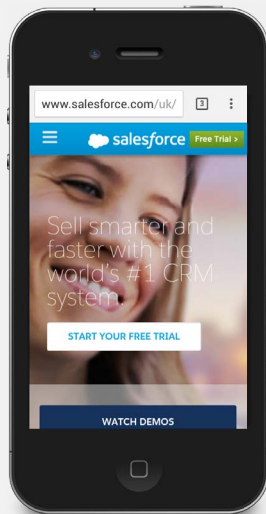 www.salesforce.com/uk/ 3
salesforce Free Trial >
Sell smarter and
faster with the
world's #1 CRM
system.
START YOUR FREE TRIAL
WATCH DEMOS